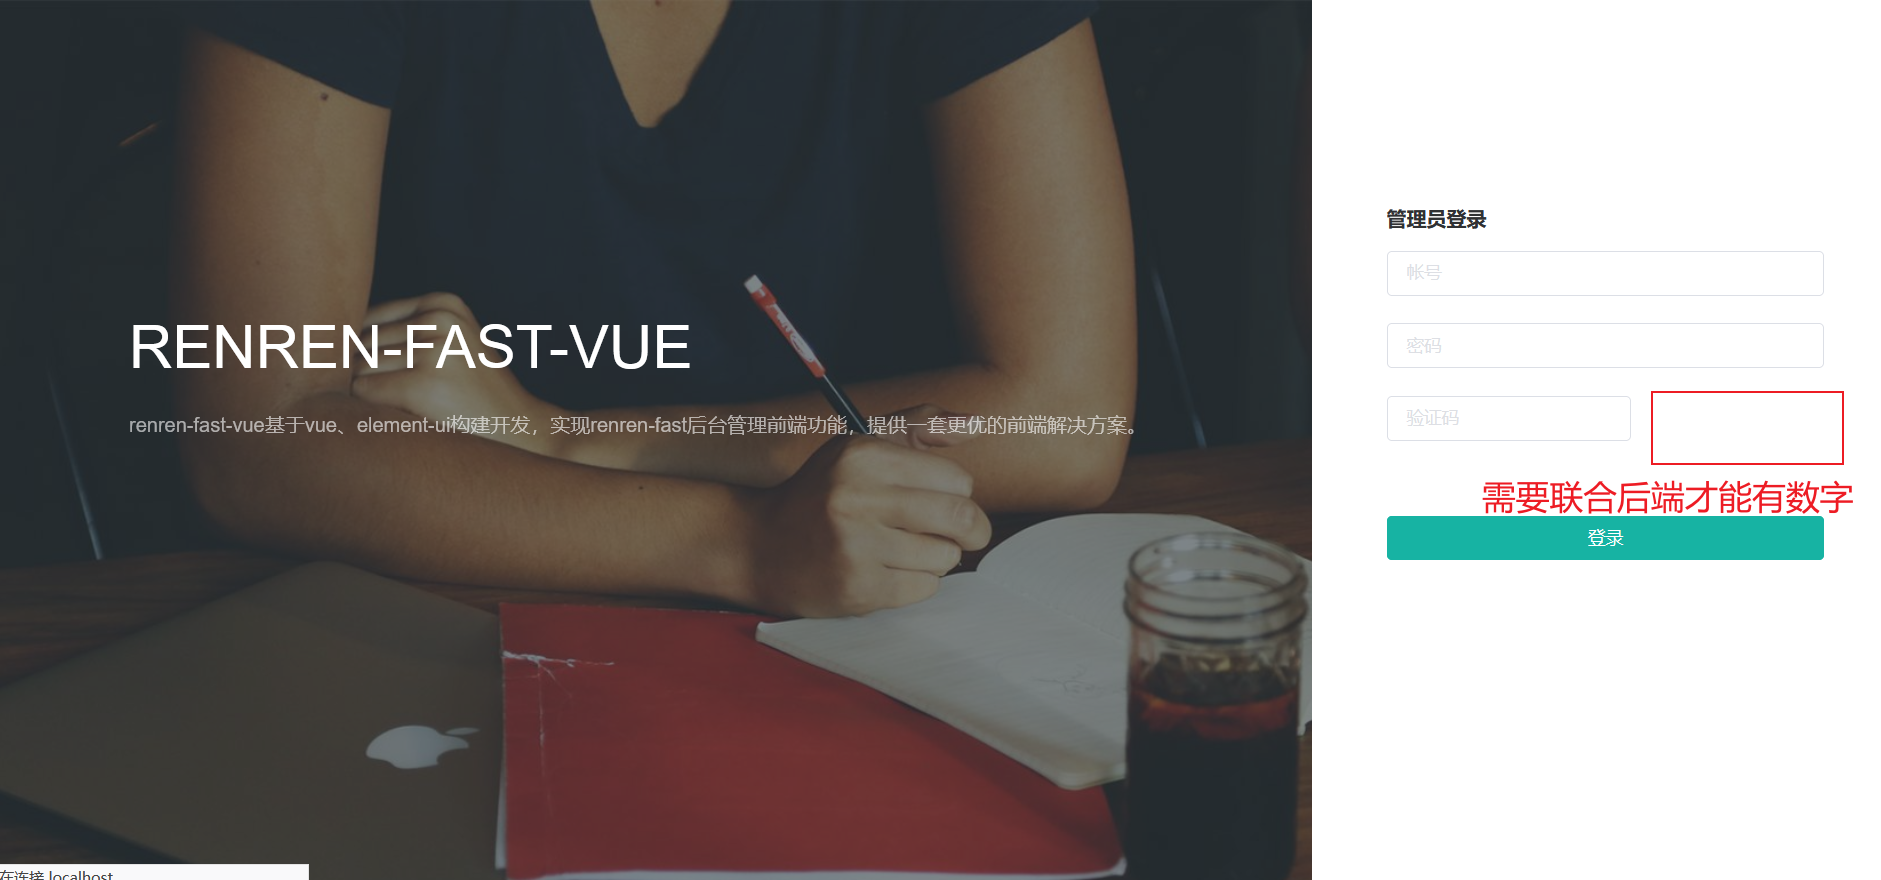 RENREN-FAST-VUE
renren-fast-vue基于vue、element-ui构建开发，实现renren-fast后台管理前端功能，提供一套更优的前端解决方案。
管理员登录
帐号
密码
验证码
需要联合后端才能有数字
登录
在连接 localhost